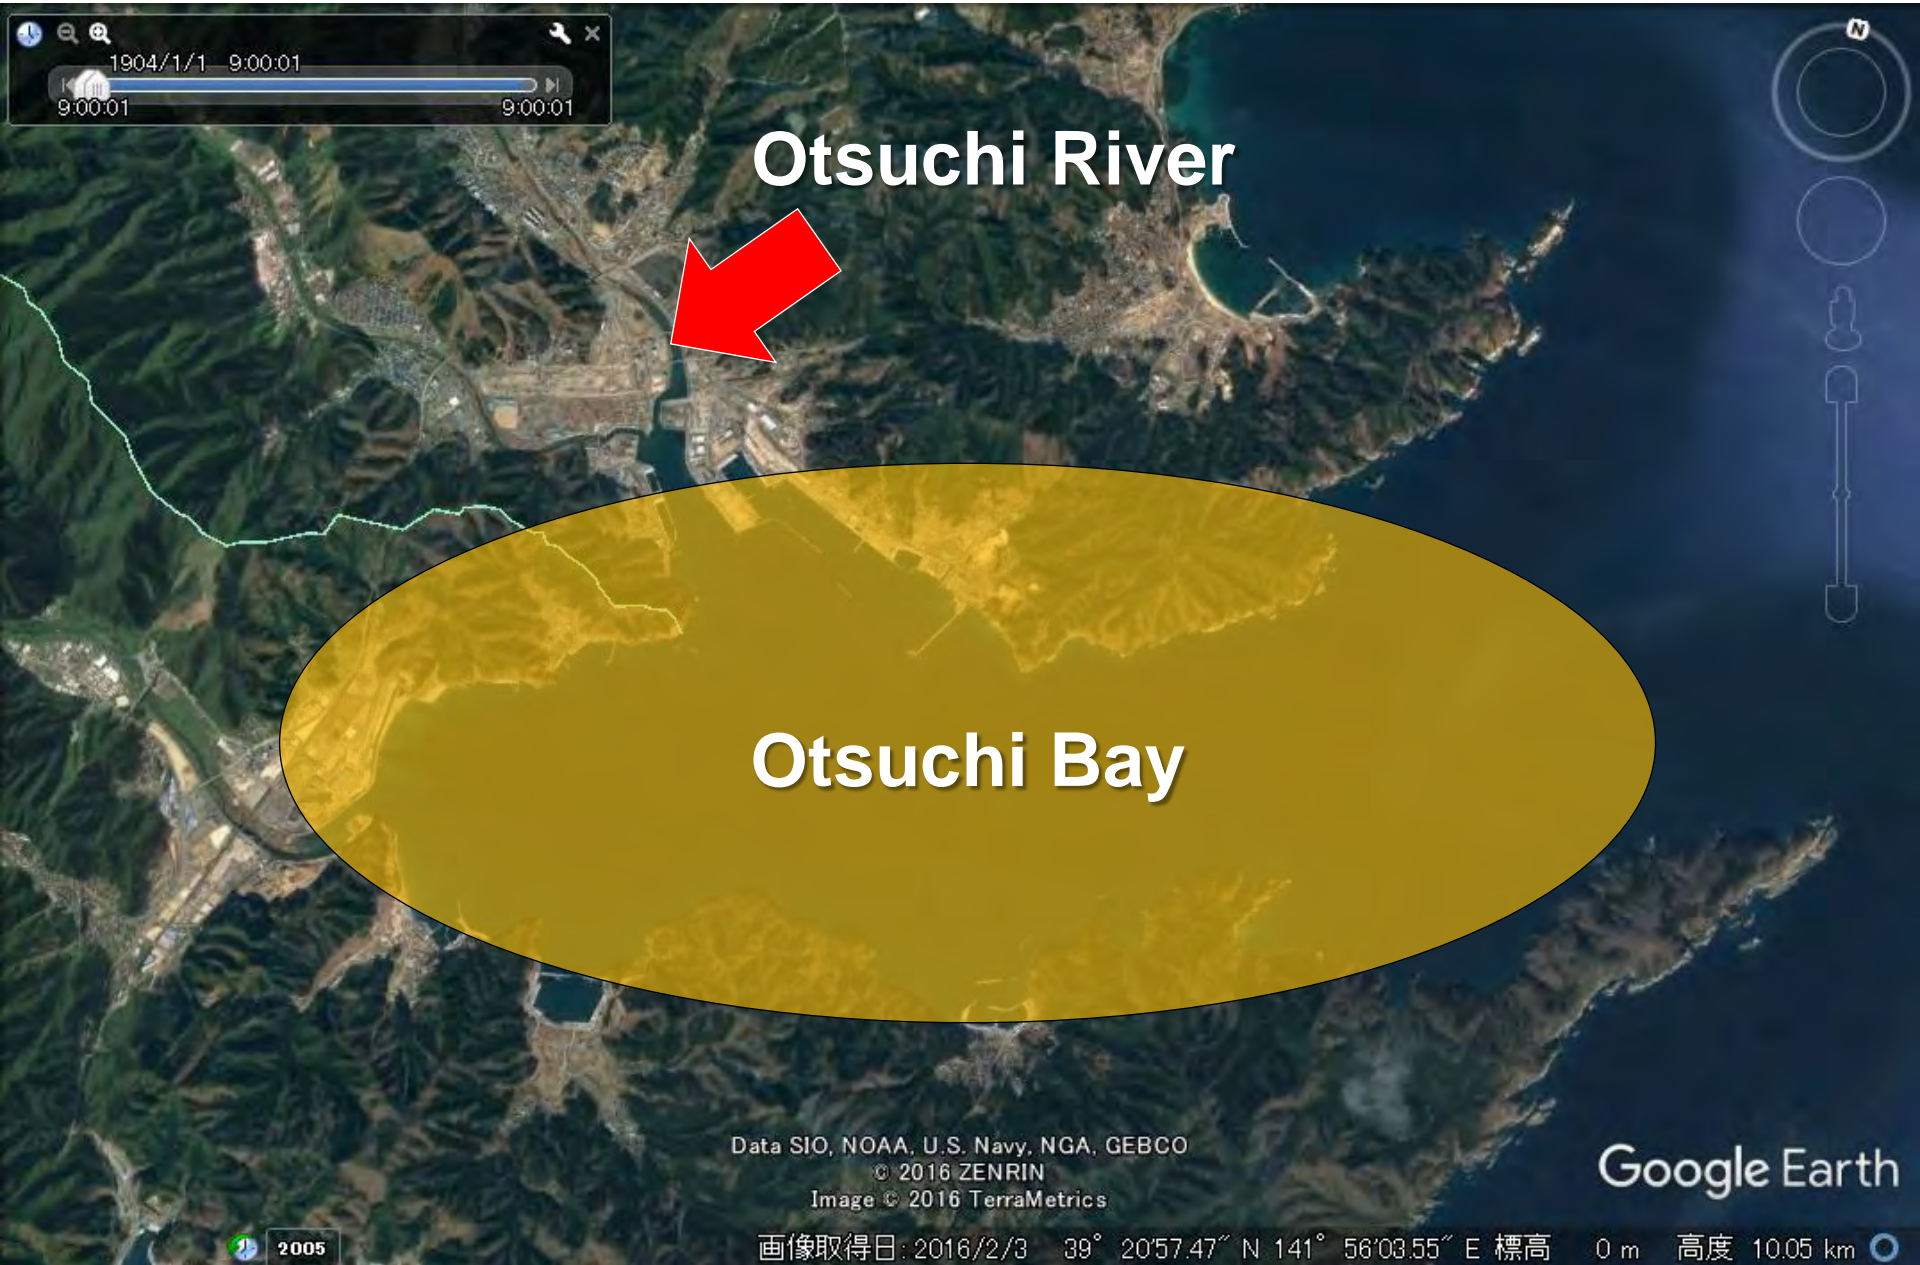 1904/1/1 9:00:01
9:00:01 9:00:01
N
Otsuchi River
Otsuchi Bay
Data SIO, NOAA, U.S. Navy, NGA, GEBCO
© 2016 ZENRIN
Image © 2016 TerraMetrics
Google Earth
2005
画像取得日: 2016/2/3 39° 20'57.47″ N 141° 56'03.55″ E 標高 0 m 高度 10.05 km